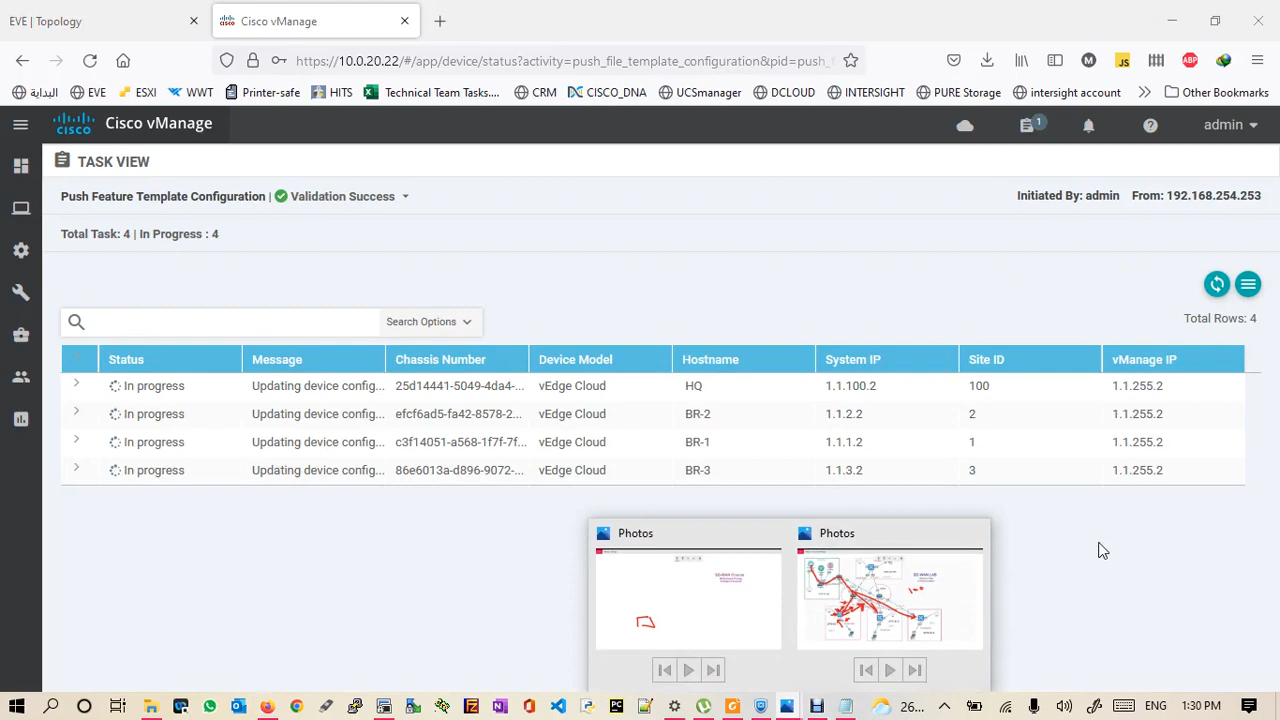 EVE | Topology
Cisco vManage
https://10.0.20.22/#/app/device/status?activity=push_file_template_configuration&pid=push_f
البداية
EVE
ESXI
WWT
Printer-safe
HITS
Technical Team Tasks....
CRM
CISCO_DNA
UCSmanager
DCLOUD
INTERSIGHT
PURE Storage
intersight account
Other Bookmarks
CISCO
Cisco vManage
1
admin
TASK VIEW
Push Feature Template Configuration | Validation Success
Initiated By: admin From: 192.168.254.253
Total Task: 4 | In Progress : 4
Search Options
Total Rows: 4
Status Message Chassis Number Device Model Hostname System IP Site ID vManage IP
In progress Updating device config... 25d14441-5049-4da4-... vEdge Cloud HQ 1.1.100.2 100 1.1.255.2
In progress Updating device config... efcf6ad5-fa42-8578-2... vEdge Cloud BR-2 1.1.2.2 2 1.1.255.2
In progress Updating device config... c3f14051-a568-1f7f-7f... vEdge Cloud BR-1 1.1.1.2 1 1.1.255.2
In progress Updating device config... 86e6013a-d896-9072-... vEdge Cloud BR-3 1.1.3.2 3 1.1.255.2
Photos
Photos
SD-WAN LAB
26...
ENG
1:30 PM